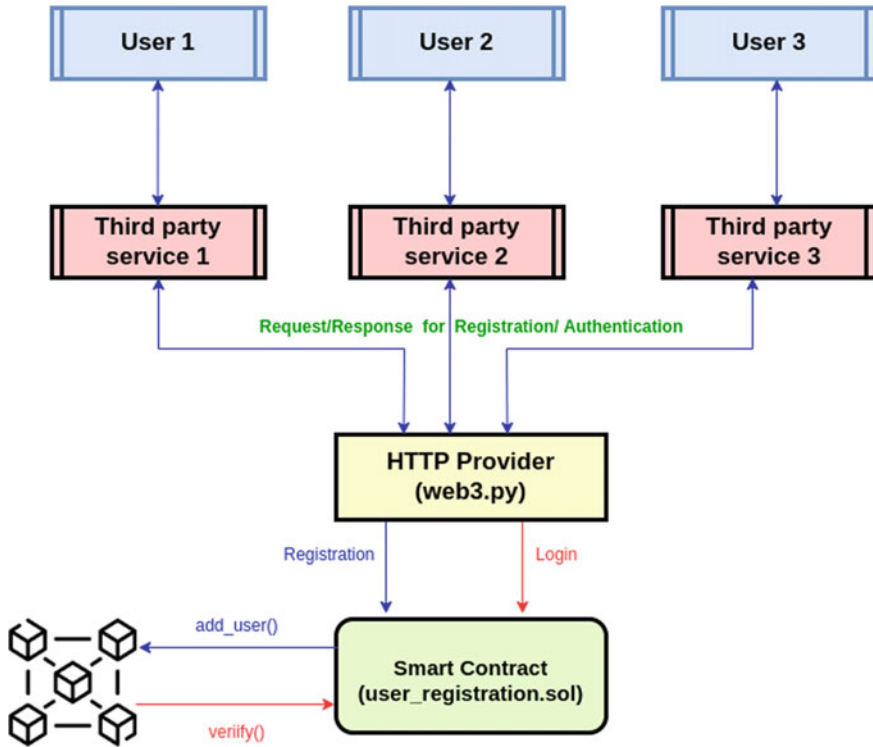 User 1
User 2
User 3
Third party
service 1
Third party
service 2
Third party
service 3
Request/Response for Registration/ Authentication
HTTP Provider
(web3.py)
Registration
Login
add_user()
Smart Contract
(user_registration.sol)
veriify()